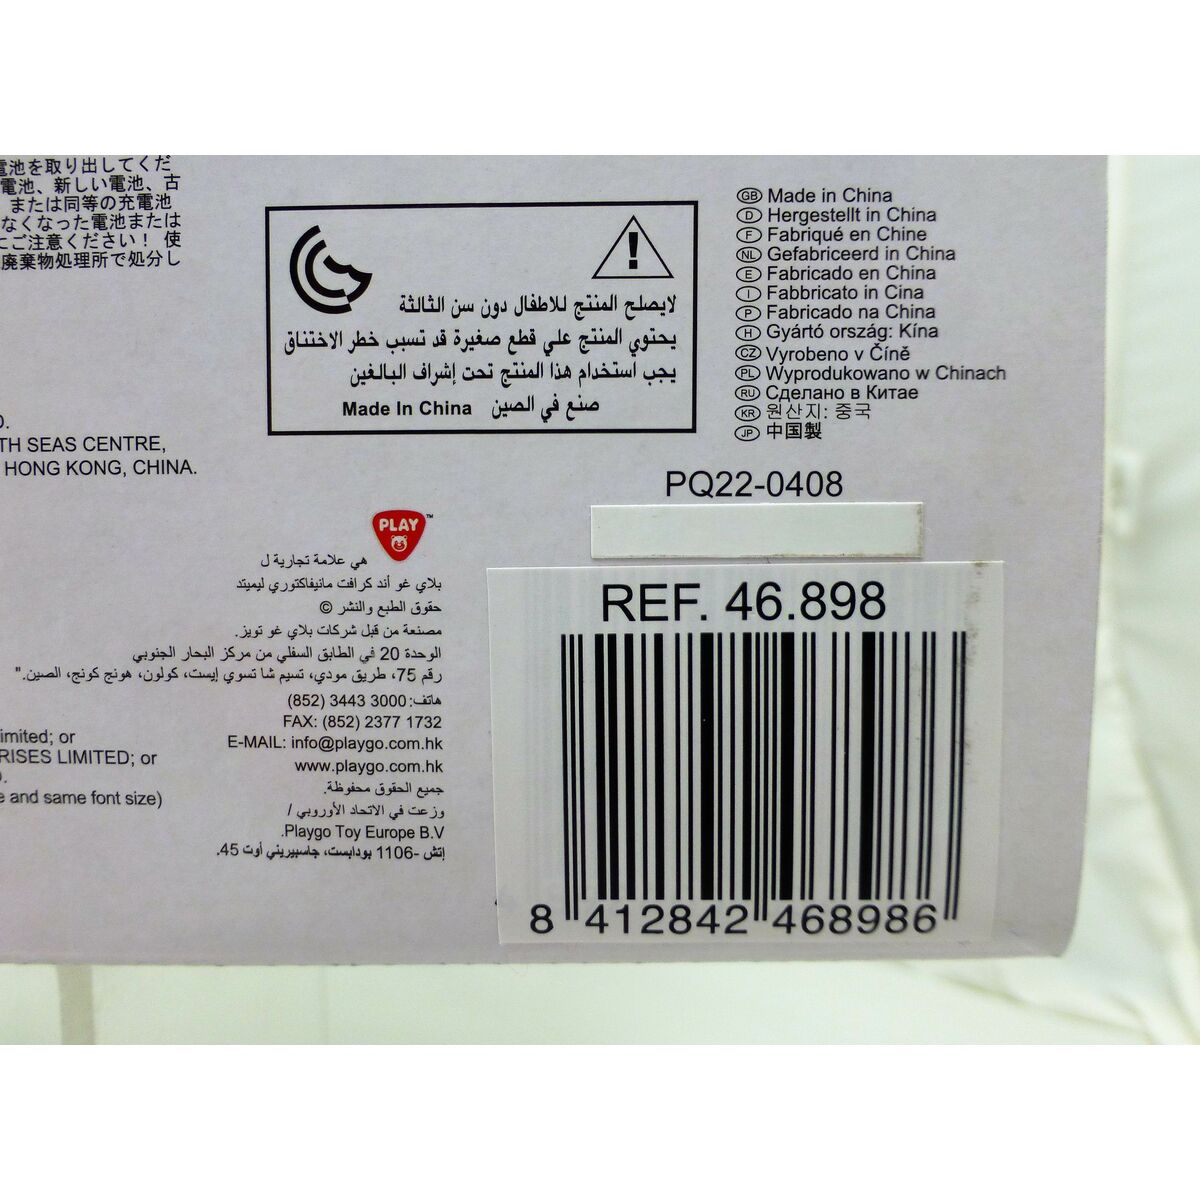 電池を取り出してくだ
電池、新しい電池、古
または同等の充電池
なくなった電池または
にご注意ください！ 使
廃棄物処理所で処分し
TH SEAS CENTRE,
HONG KONG, CHINA.
imited; or
RISES LIMITED; or
e and same font size)
لايصلح المنتج للاطفال دون سن الثالثة
يحتوي المنتج علي قطع صغيرة قد تسبب خطر الاختناق
يجب استخدام هذا المنتج تحت إشراف البالغين
صنع في الصين Made In China
GB Made in China
D Hergestellt in China
F Fabriqué en Chine
NL Gefabriceerd in China
E Fabricado en China
I Fabbricato in Cina
P Fabricado na China
H Gyártó ország: Kína
CZ Vyrobeno v Číně
PL Wyprodukowano w Chinach
RU Сделано в Китае
KR 원산지: 중국
JP 中国製
PLAY™
هي علامة تجارية ل
بلاي غو أند كرافت مانيفاكتوري ليميتد
حقوق الطبع والنشر ©
مصنعة من قبل شركات بلاي غو تويز.
الوحدة 20 في الطابق السفلي من مركز البحار الجنوبي
رقم 75، طريق مودي، تسيم شا تسوي إيست، كولون، هونج كونج، الصين."
هاتف: (852) 3443 3000
FAX: (852) 2377 1732
E-MAIL: info@playgo.com.hk
www.playgo.com.hk
جميع الحقوق محفوظة.
وزعت في الاتحاد الأوروبي /
.Playgo Toy Europe B.V
إتش -1106 بودابست، جاسبيريني أوت 45.
PQ22-0408
REF. 46.898
8 412842 468986